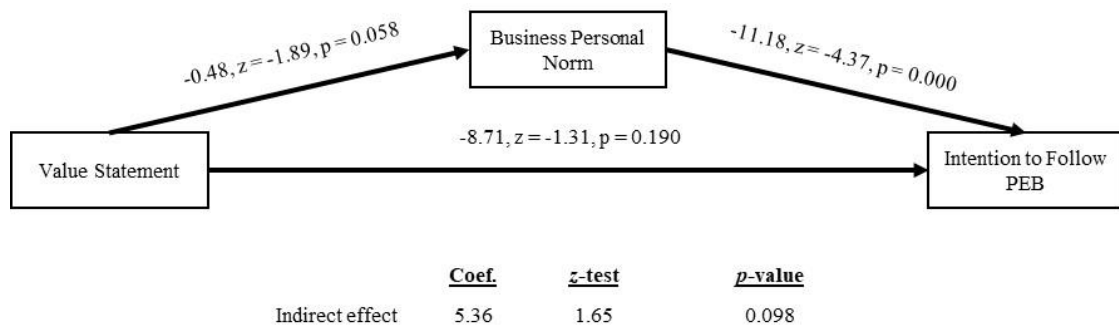 Business Personal
Norm
-0.48, z = -1.89, p = 0.058
-11.18, z = -4.37, p = 0.000
-8.71, z = -1.31, p = 0.190
Value Statement
Intention to Follow
PEB
Coef. z-test p-value
Indirect effect 5.36 1.65 0.098